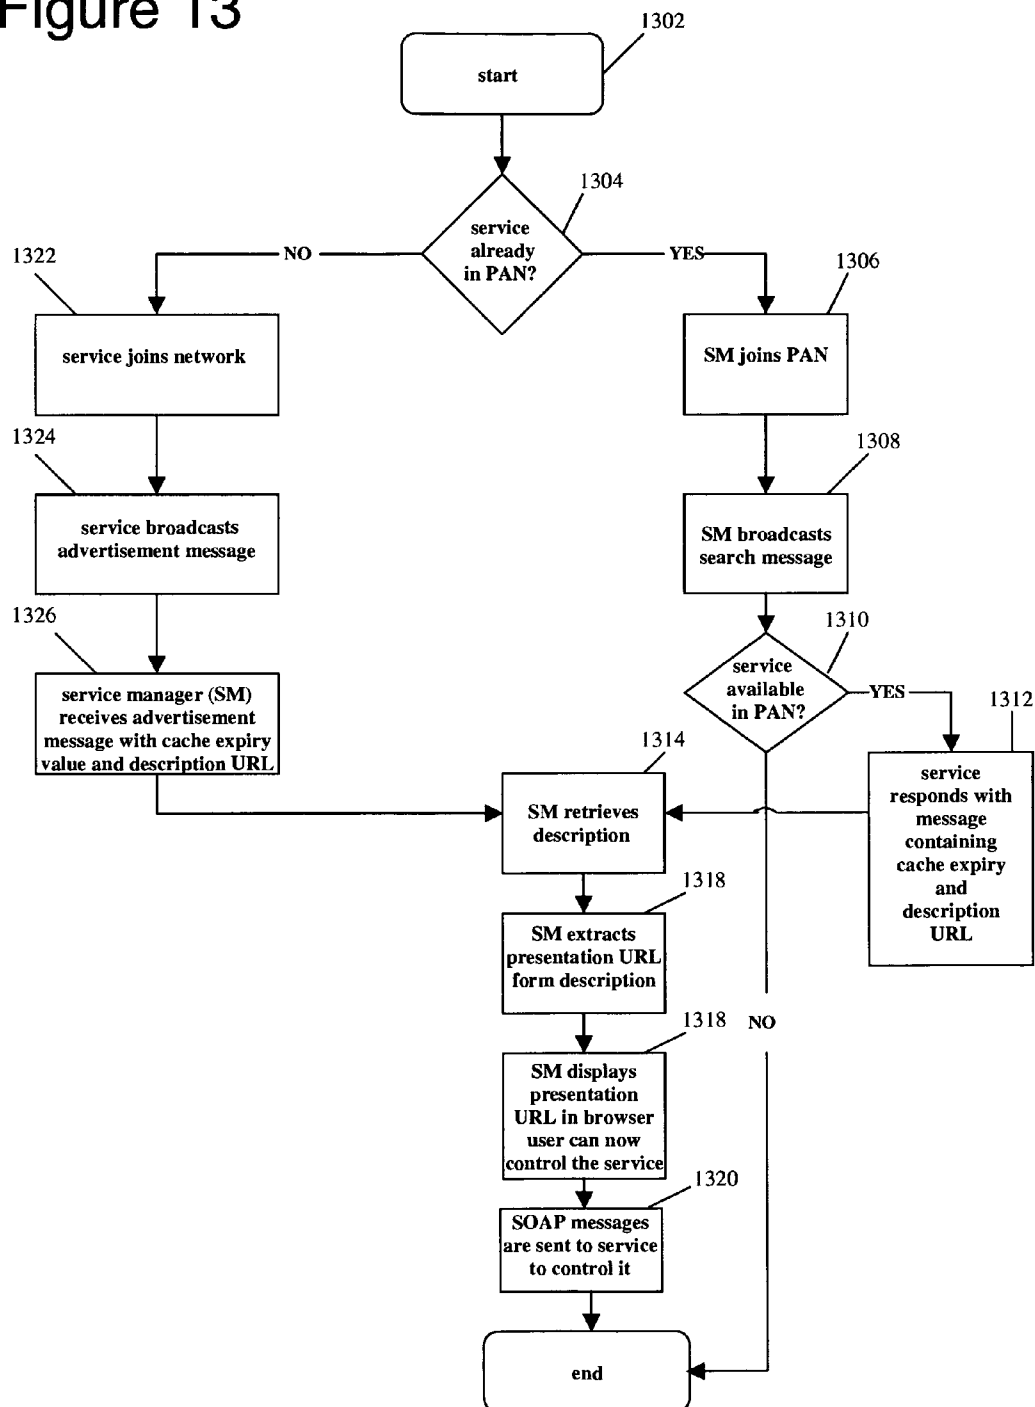 Figure 13
1302
start
1304
service
already
in PAN?
NO
YES
1322
service joins network
1306
SM joins PAN
1324
service broadcasts
advertisement message
1308
SM broadcasts
search message
1326
service manager (SM)
receives advertisement
message with cache expiry
value and description URL
1310
service
available
in PAN?
YES
1312
service
responds with
message
containing
cache expiry
and
description
URL
1314
SM retrieves
description
1318
SM extracts
presentation URL
form description
1318
NO
SM displays
presentation
URL in browser
user can now
control the service
1320
SOAP messages
are sent to service
to control it
end